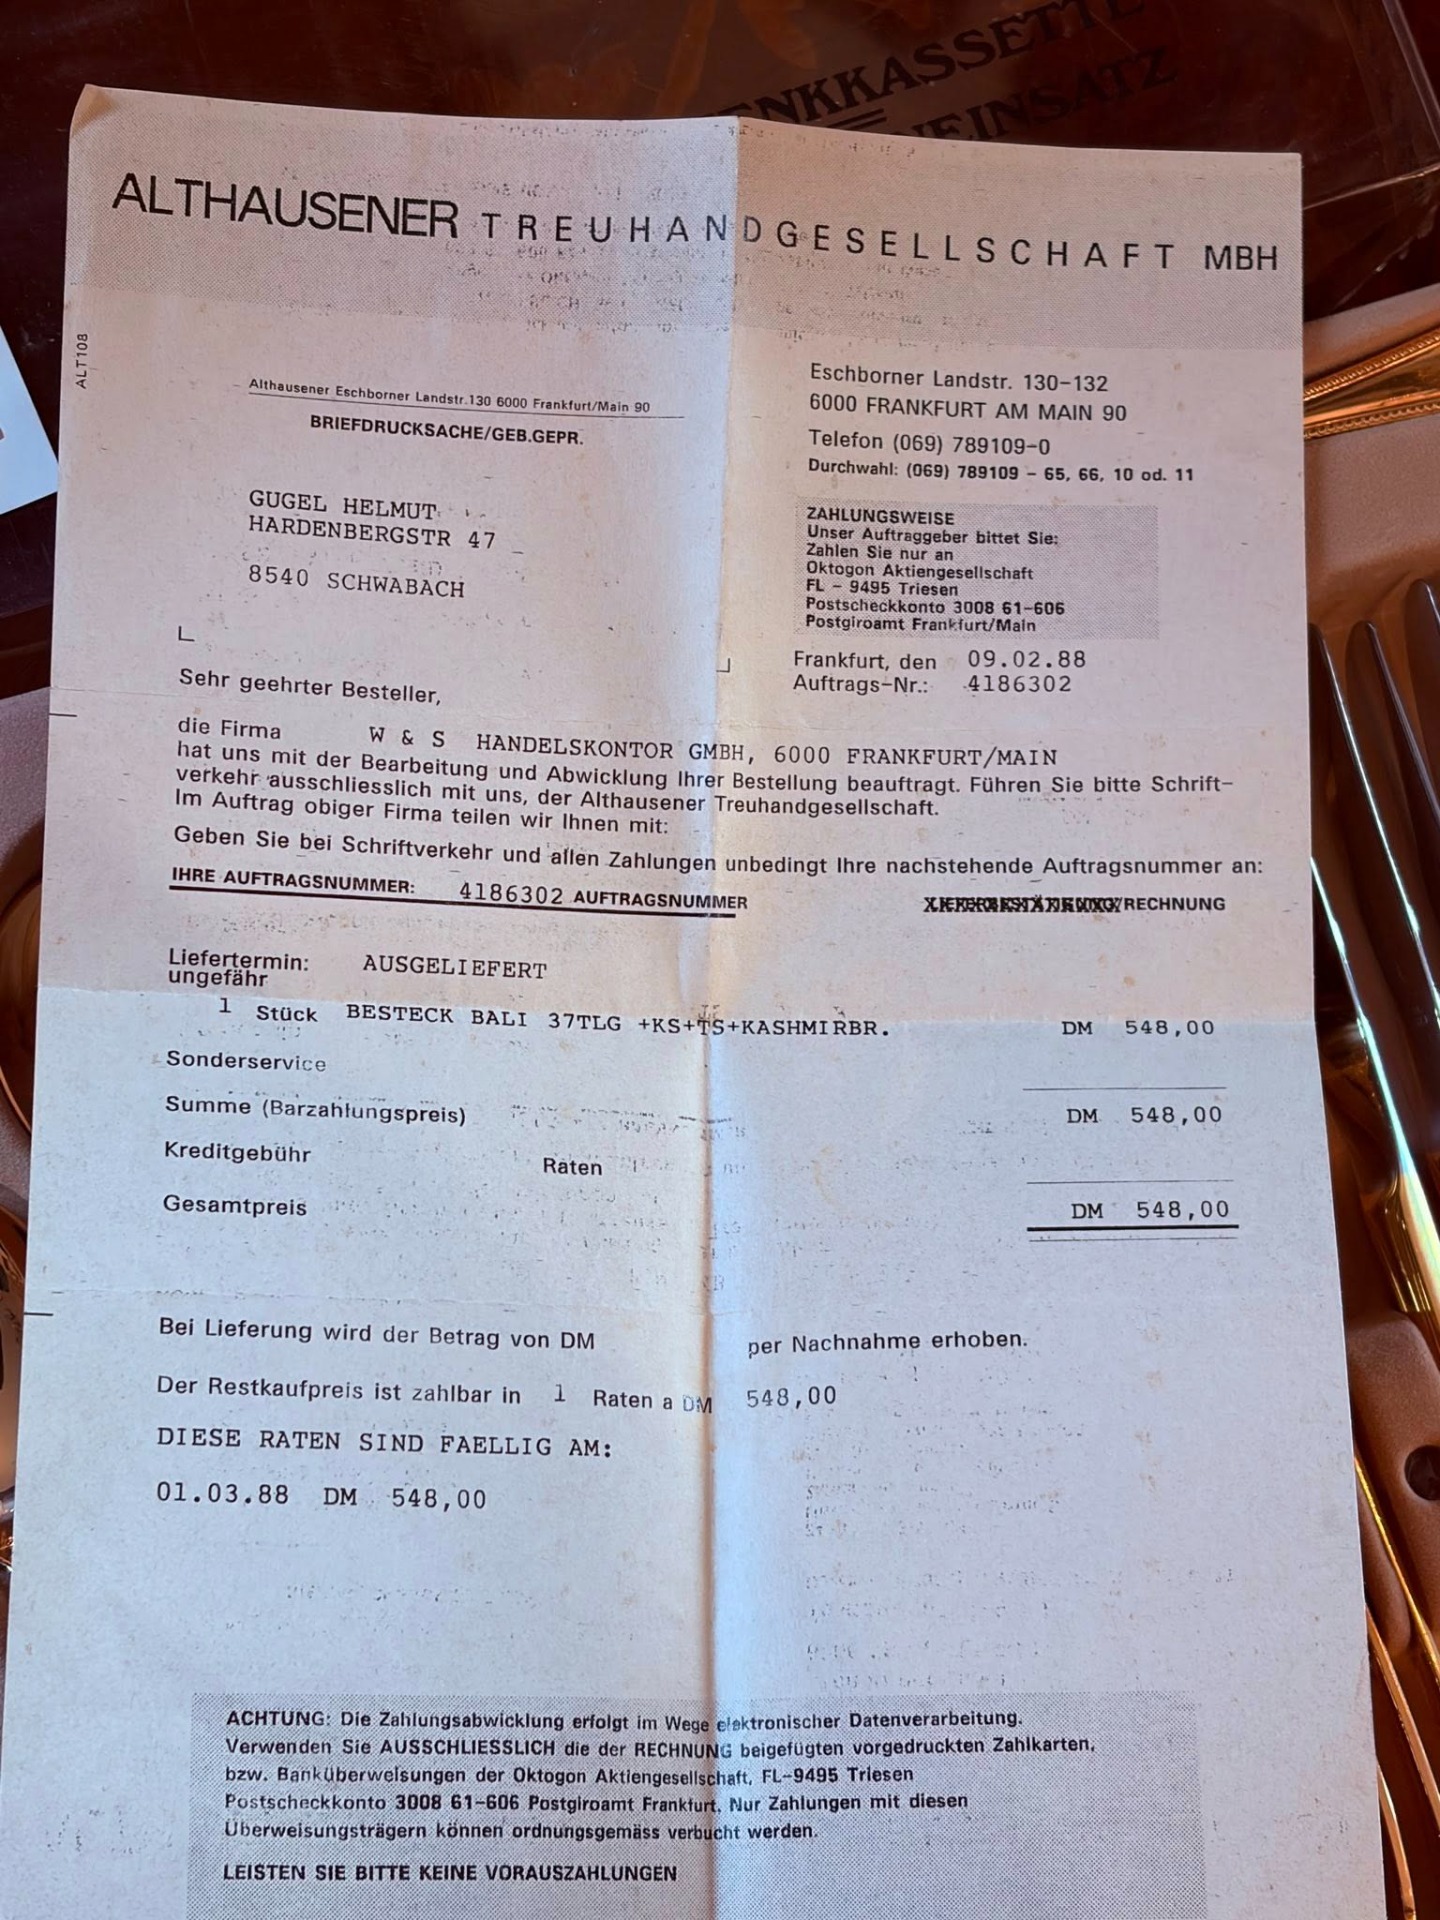 NKKASSETTE
EINSATZ
ALTHAUSENER TREUHANDGESELLSCHAFT MBH
ALT108
Althausener Eschborner Landstr.130 6000 Frankfurt/Main 90
BRIEFDRUCKSACHE/GEB.GEPR.
Eschborner Landstr. 130-132
6000 FRANKFURT AM MAIN 90
Telefon (069) 789109-0
Durchwahl: (069) 789109 - 65, 66, 10 od. 11
GUGEL HELMUT
HARDENBERGSTR 47
8540 SCHWABACH
ZAHLUNGSWEISE
Unser Auftraggeber bittet Sie:
Zahlen Sie nur an
Oktogon Aktiengesellschaft
FL - 9495 Triesen
Postscheckkonto 3008 61-606
Postgiroamt Frankfurt/Main
Frankfurt, den 09.02.88
Auftrags-Nr.: 4186302
Sehr geehrter Besteller,
die Firma W & S HANDELSKONTOR GMBH, 6000 FRANKFURT/MAIN
hat uns mit der Bearbeitung und Abwicklung Ihrer Bestellung beauftragt. Führen Sie bitte Schrift-
verkehr ausschliesslich mit uns, der Althausener Treuhandgesellschaft.
Im Auftrag obiger Firma teilen wir Ihnen mit:
Geben Sie bei Schriftverkehr und allen Zahlungen unbedingt Ihre nachstehende Auftragsnummer an:
IHRE AUFTRAGSNUMMER: 4186302 AUFTRAGSNUMMER /RECHNUNG
Liefertermin: AUSGELIEFERT
ungefähr
1 Stück BESTECK BALI 37TLG +KS+TS+KASHMIRBR. DM 548,00
Sonderservice
Summe (Barzahlungspreis) DM 548,00
Kreditgebühr Raten
Gesamtpreis DM 548,00
Bei Lieferung wird der Betrag von DM per Nachnahme erhoben.
Der Restkaufpreis ist zahlbar in 1 Raten a DM 548,00
DIESE RATEN SIND FAELLIG AM:
01.03.88 DM 548,00
ACHTUNG: Die Zahlungsabwicklung erfolgt im Wege elektronischer Datenverarbeitung.
Verwenden Sie AUSSCHLIESSLICH die der RECHNUNG beigefügten vorgedruckten Zahlkarten,
bzw. Banküberweisungen der Oktogon Aktiengesellschaft, FL-9495 Triesen
Postscheckkonto 3008 61-606 Postgiroamt Frankfurt. Nur Zahlungen mit diesen
Überweisungsträgern können ordnungsgemäss verbucht werden.
LEISTEN SIE BITTE KEINE VORAUSZAHLUNGEN